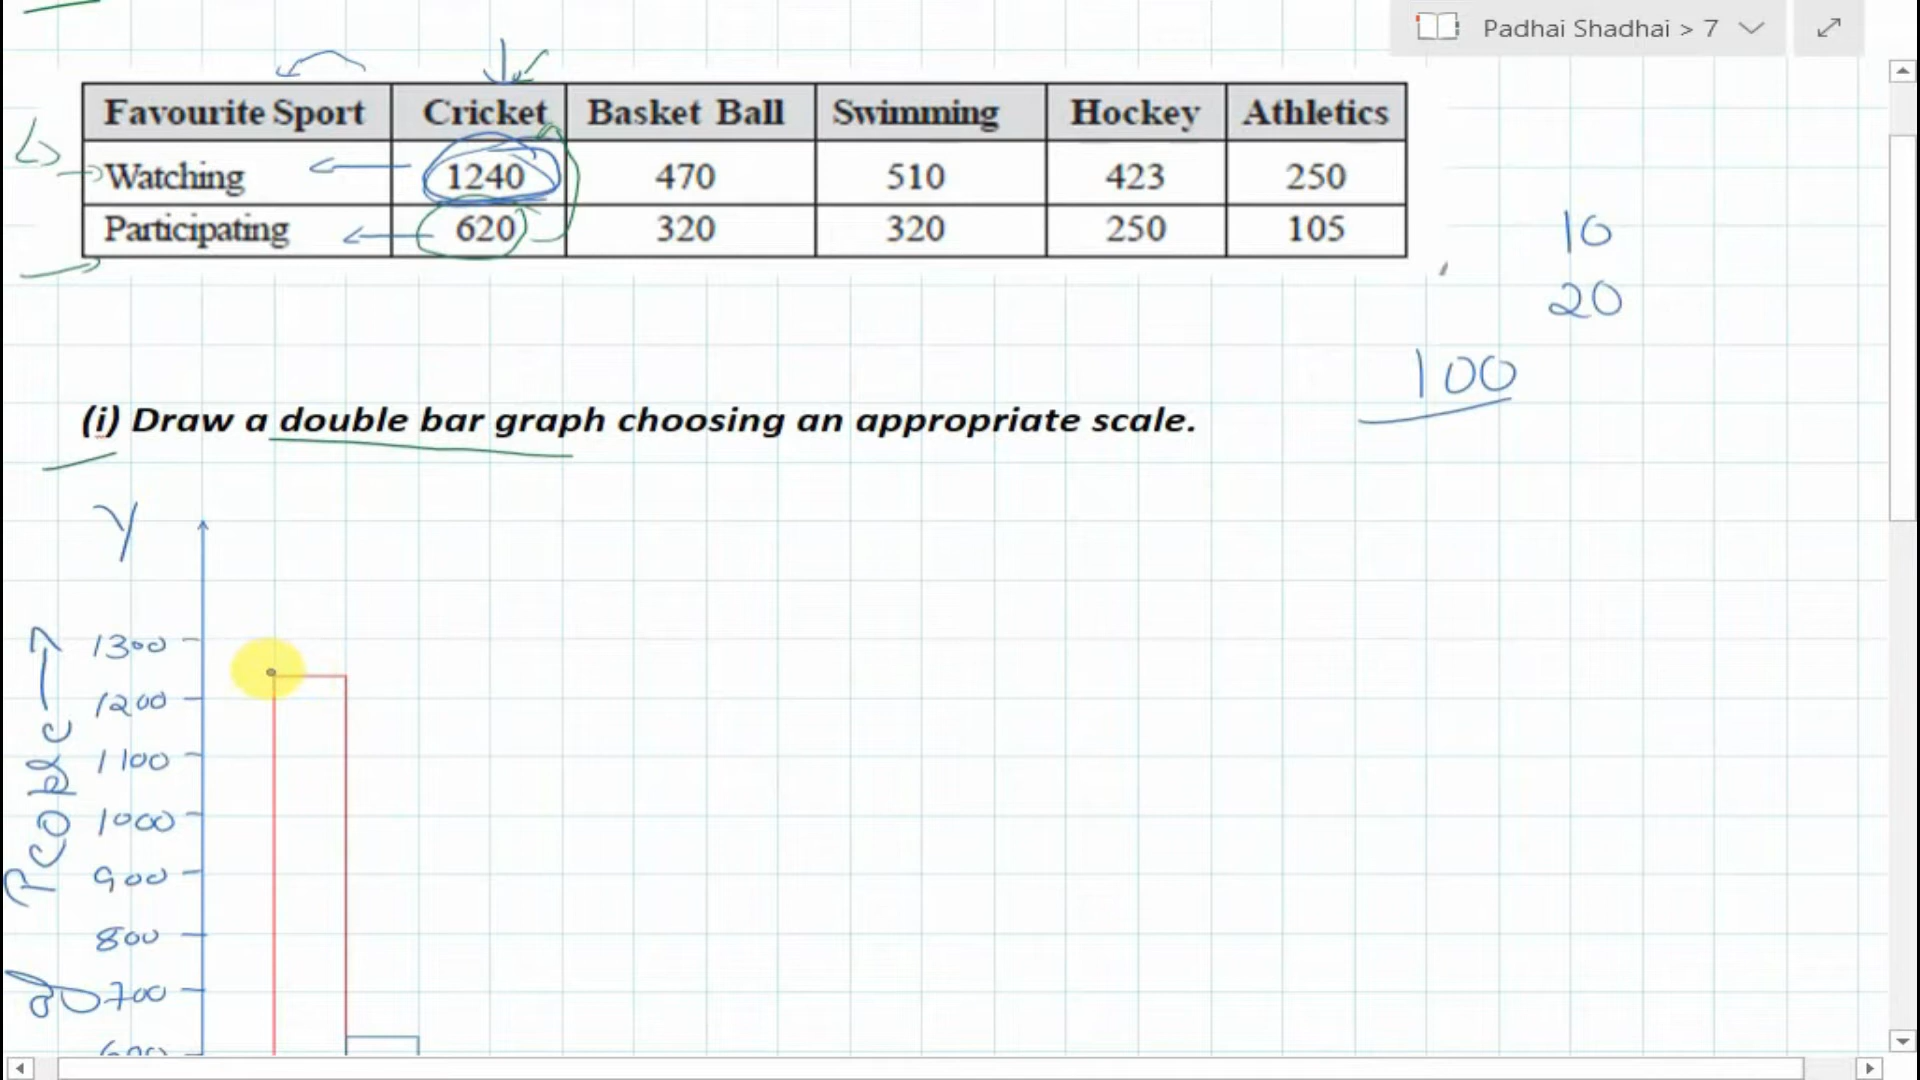 Padhai Shadhai > 7
Favourite Sport Cricket Basket Ball Swimming Hockey Athletics
Watching 1240 470 510 423 250
Participating 620 320 320 250 105
10
20
100
(i) Draw a double bar graph choosing an appropriate scale.
Y
1300
1200
1100
1000
900
800
700
600
of People